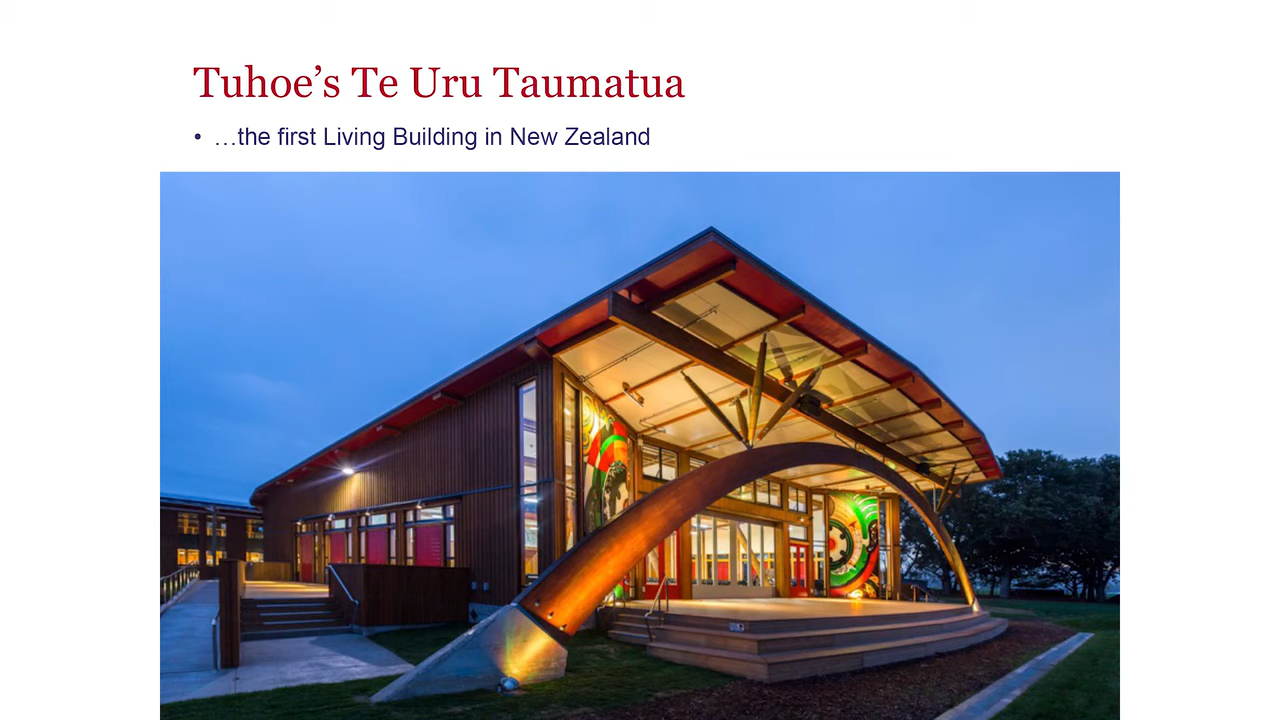 Tuhoe’s Te Uru Taumatua
• …the first Living Building in New Zealand